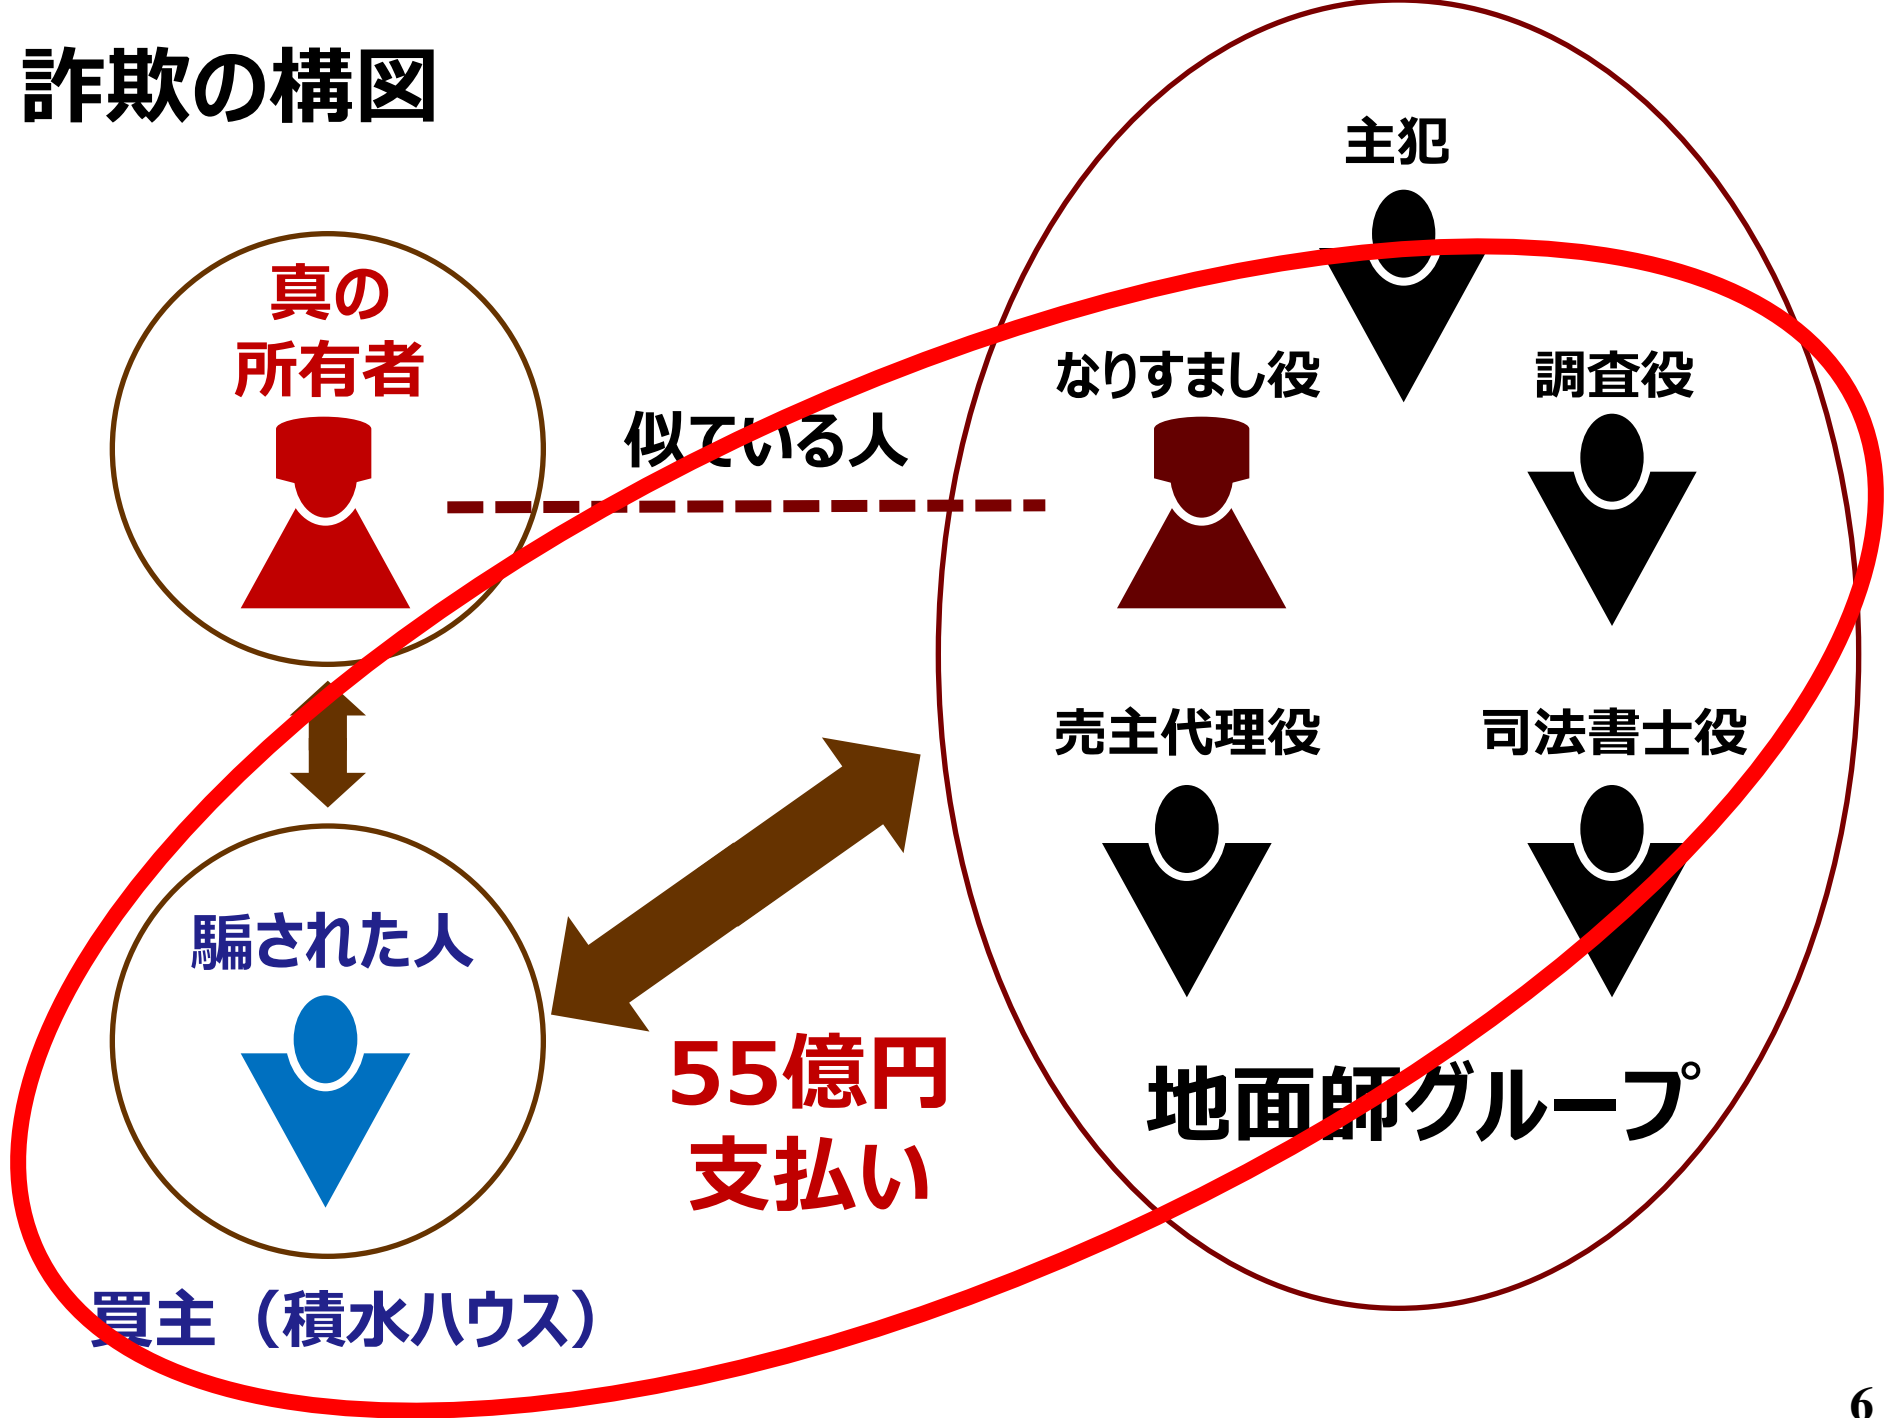 詐欺の構図
主犯
真の
所有者
なりすまし役
調査役
似ている人
売主代理役
司法書士役
騙された人
55億円
支払い
地面師グループ
買主（積水ハウス）
6